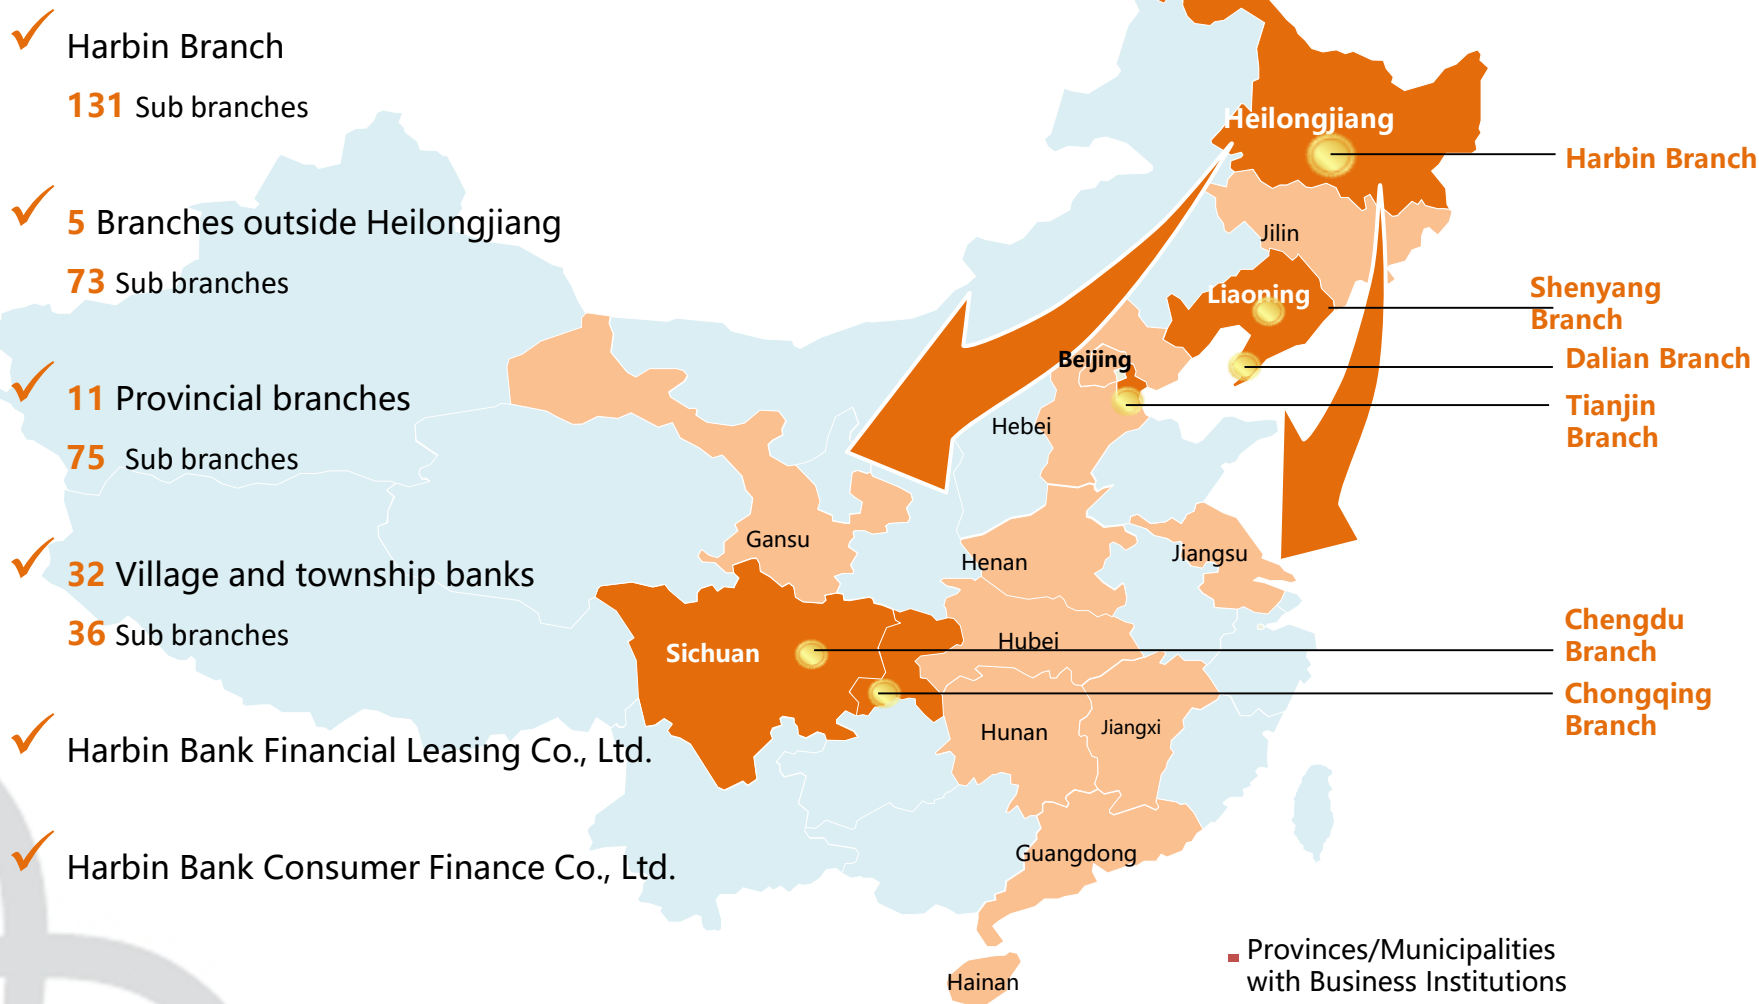 Harbin Branch
131 Sub branches
5 Branches outside Heilongjiang
73 Sub branches
11 Provincial branches
75 Sub branches
32 Village and township banks
36 Sub branches
Harbin Bank Financial Leasing Co., Ltd.
Harbin Bank Consumer Finance Co., Ltd.
Heilongjiang
Jilin
Liaoning
Beijing
Hebei
Gansu
Henan
Jiangsu
Sichuan
Hubei
Hunan
Jiangxi
Guangdong
Hainan
Harbin Branch
Shenyang
Branch
Dalian Branch
Tianjin
Branch
Chengdu
Branch
Chongqing
Branch
Provinces/Municipalities
with Business Institutions